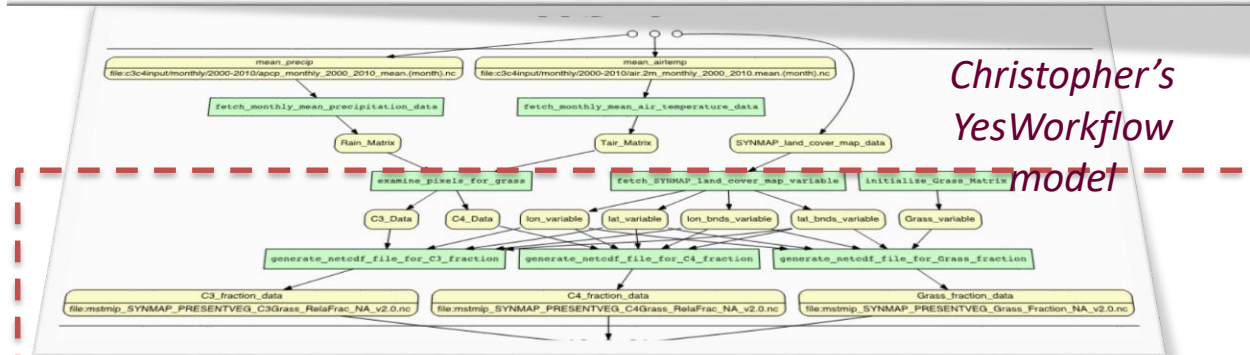 mean_precip
file:c3c4input/monthly/2000-2010/apcp_monthly_2000_2010_mean.(month).nc
mean_airtemp
file:c3c4input/monthly/2000-2010/air.2m_monthly_2000_2010.mean.(month).nc
Christopher's
YesWorkflow
model
fetch_monthly_mean_precipitation_data
fetch_monthly_mean_air_temperature_data
Rain_Matrix
Tair_Matrix
SYNMAP_land_cover_map_data
examine_pixels_for_grass
fetch_SYNMAP_land_cover_map_variable
initialize_Grass_Matrix
C3_Data
C4_Data
lon_variable
lat_variable
lon_bnds_variable
lat_bnds_variable
Grass_variable
generate_netcdf_file_for_C3_fraction
generate_netcdf_file_for_C4_fraction
generate_netcdf_file_for_Grass_fraction
C3_fraction_data
file:mstmip_SYNMAP_PRESENTVEG_C3Grass_RelaFrac_NA_v2.0.nc
C4_fraction_data
file:mstmip_SYNMAP_PRESENTVEG_C4Grass_RelaFrac_NA_v2.0.nc
Grass_fraction_data
file:mstmip_SYNMAP_PRESENTVEG_Grass_Fraction_NA_v2.0.nc